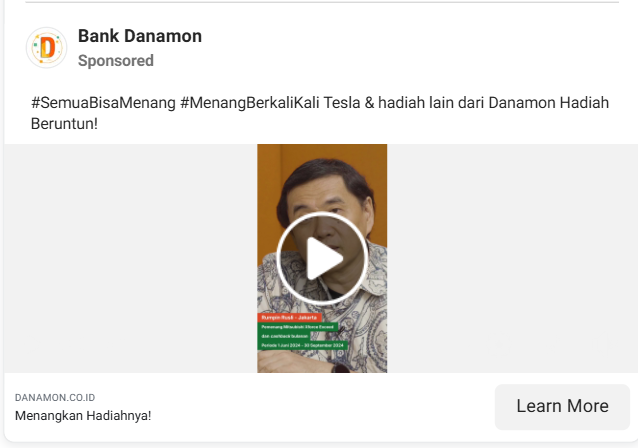 Bank Danamon
Sponsored
#SemuaBisaMenang #MenangBerkaliKali Tesla & hadiah lain dari Danamon Hadiah
Beruntun!
Rumpin Rusli - Jakarta
Pemenang Mitsubishi Xforce Exceed
dan cashback bulanan
Periode 1 Juni 2024 - 30 September 2024
DANAMON.CO.ID
Menangkan Hadiahnya!
Learn More